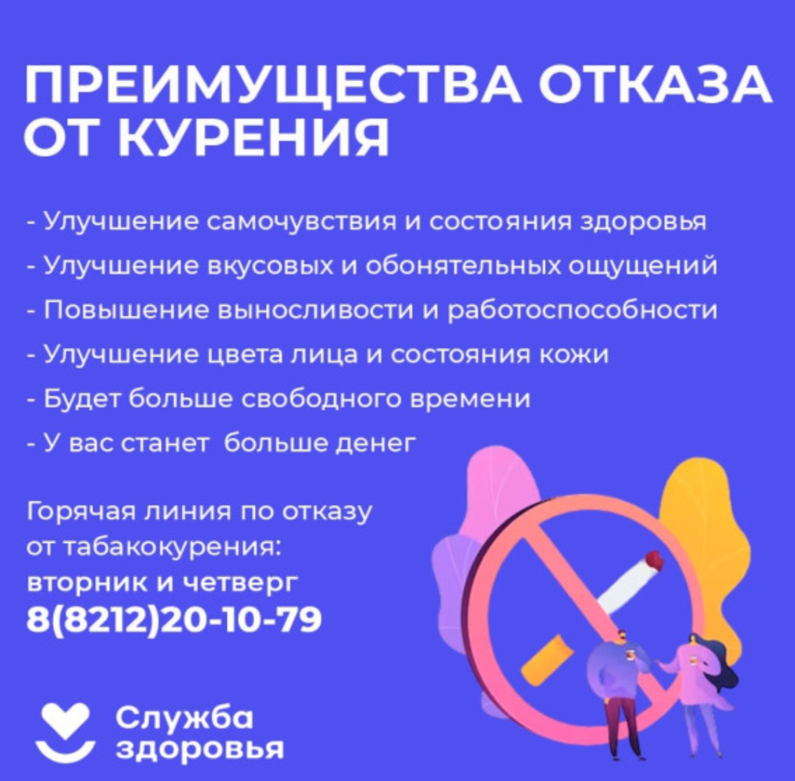 ПРЕИМУЩЕСТВА ОТКАЗА
ОТ КУРЕНИЯ
- Улучшение самочувствия и состояния здоровья
- Улучшение вкусовых и обонятельных ощущений
- Повышение выносливости и работоспособности
- Улучшение цвета лица и состояния кожи
- Будет больше свободного времени
- У вас станет больше денег
Горячая линия по отказу
от табакокурения:
вторник и четверг
8(8212)20-10-79
Служба
здоровья